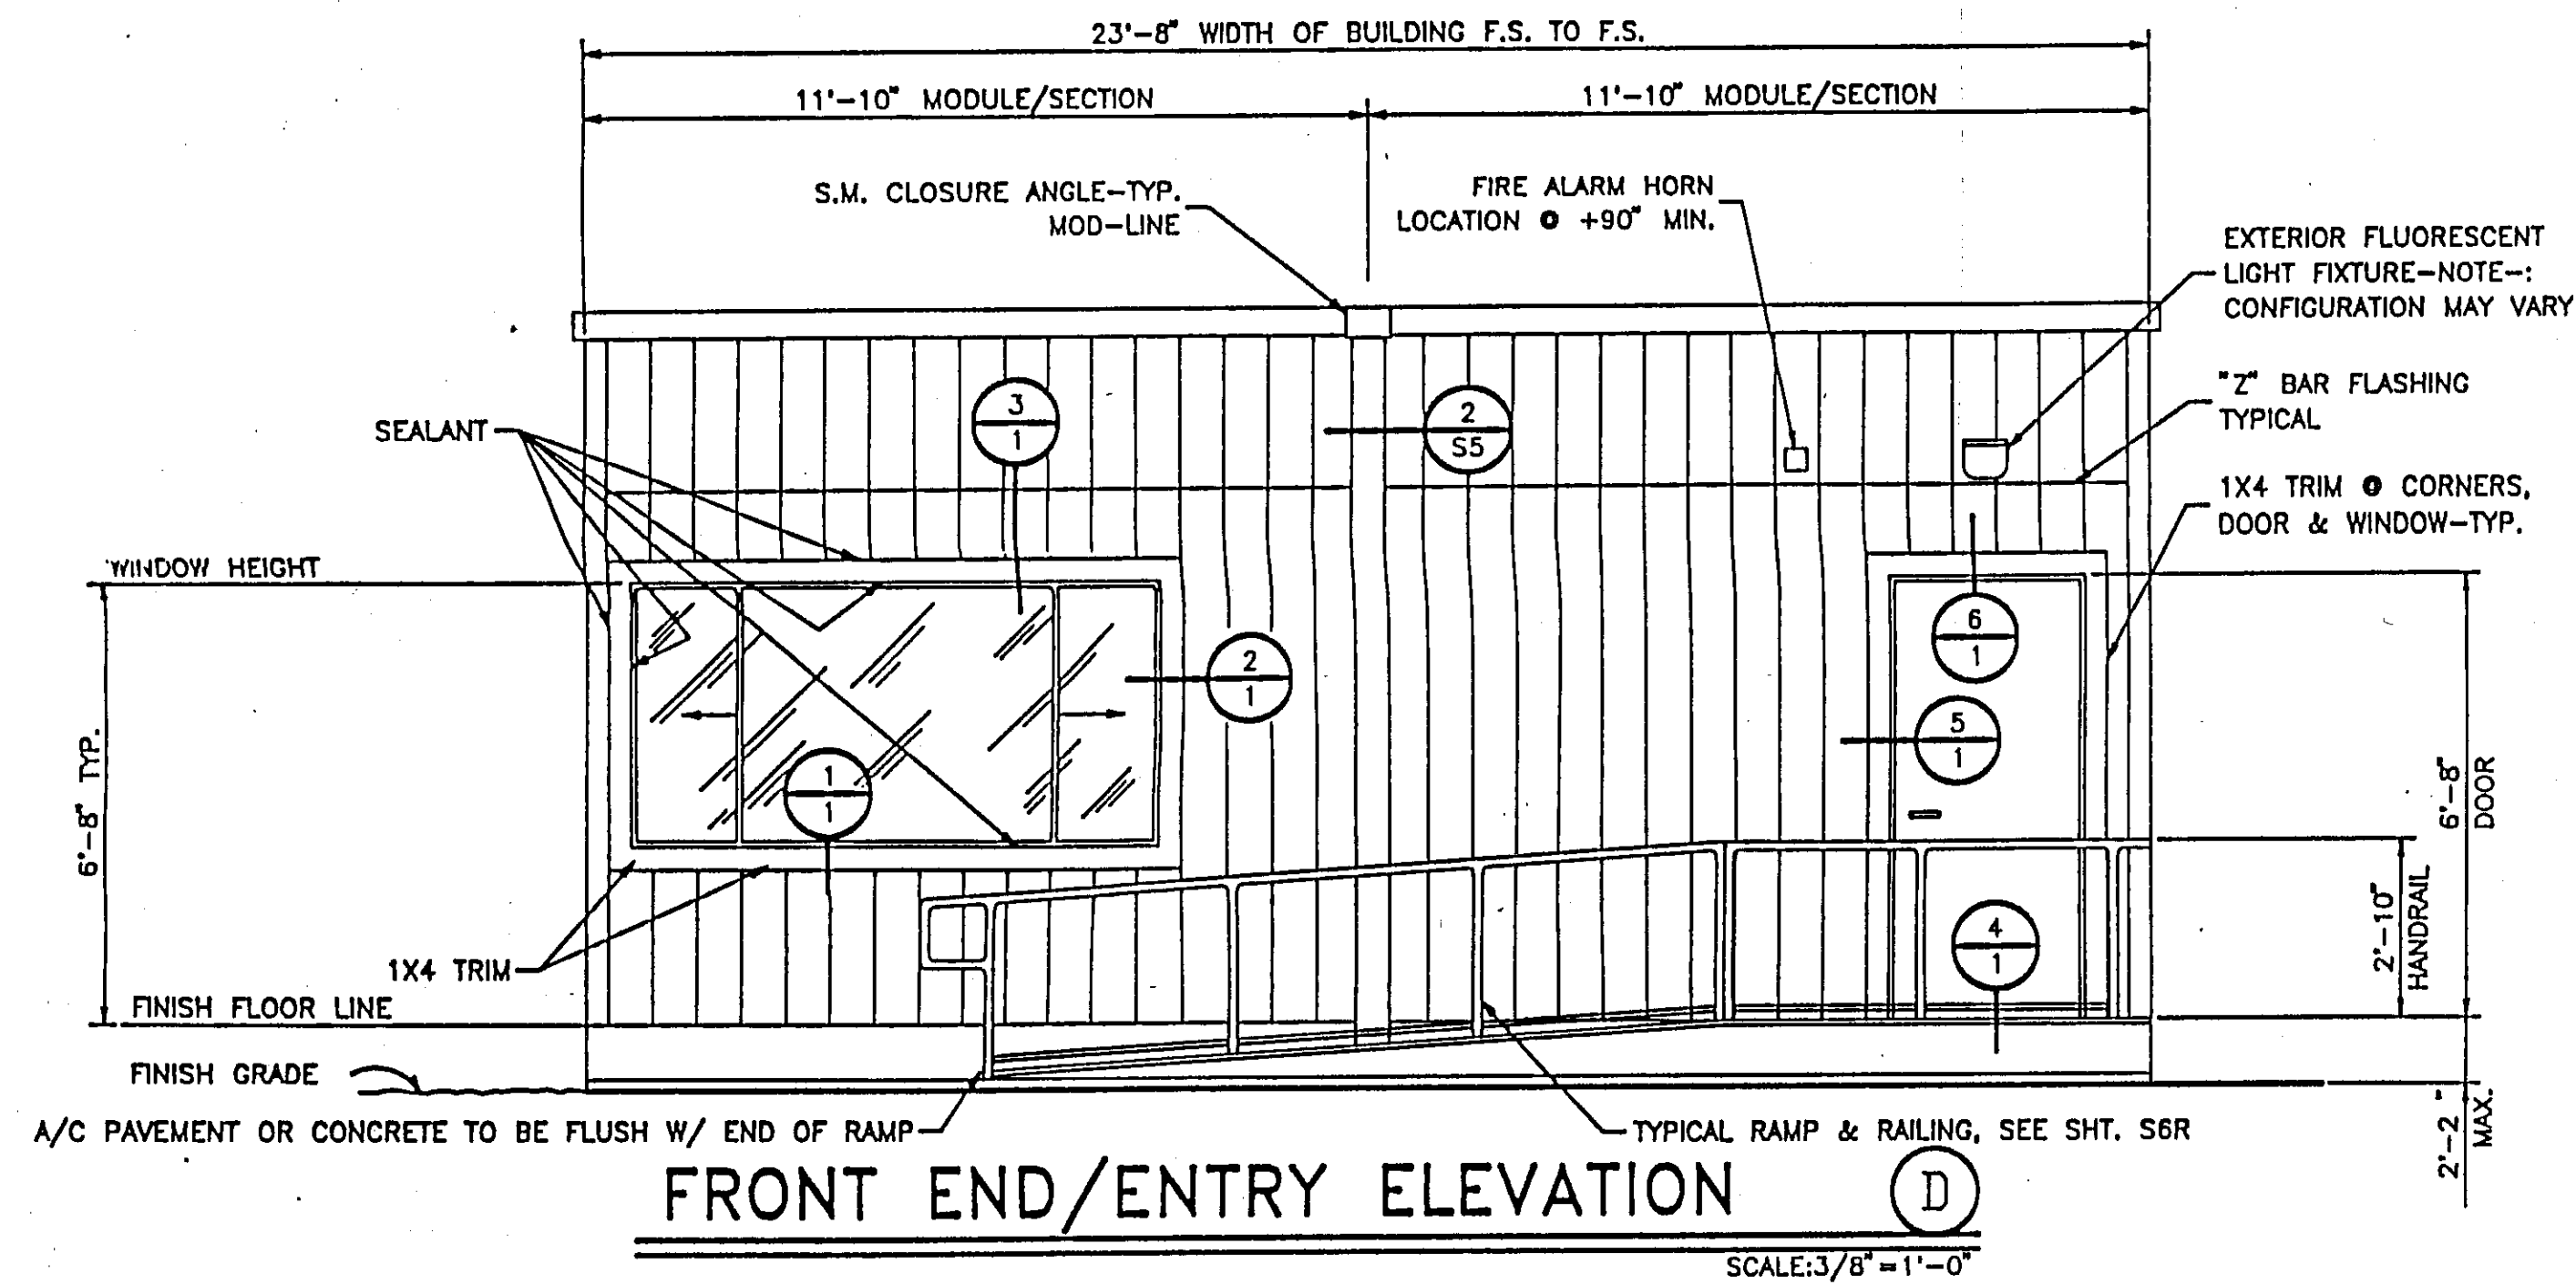 23'-8" WIDTH OF BUILDING F.S. TO F.S.
11'-10" MODULE/SECTION
11'-10" MODULE/SECTION
S.M. CLOSURE ANGLE-TYP.
MOD-LINE
FIRE ALARM HORN
LOCATION @ +90" MIN.
EXTERIOR FLUORESCENT
LIGHT FIXTURE-NOTE-:
CONFIGURATION MAY VARY
"Z" BAR FLASHING
TYPICAL
1X4 TRIM @ CORNERS,
DOOR & WINDOW-TYP.
SEALANT
3
1
2
S5
WINDOW HEIGHT
6'-8" TYP.
2
1
1
1
6
1
5
1
4
1
6'-8"
DOOR
2'-10"
HANDRAIL
2'-2"
MAX.
1X4 TRIM
FINISH FLOOR LINE
FINISH GRADE
A/C PAVEMENT OR CONCRETE TO BE FLUSH W/ END OF RAMP
TYPICAL RAMP & RAILING, SEE SHT. S6R
FRONT END/ENTRY ELEVATION
D
SCALE:3/8"=1'-0"